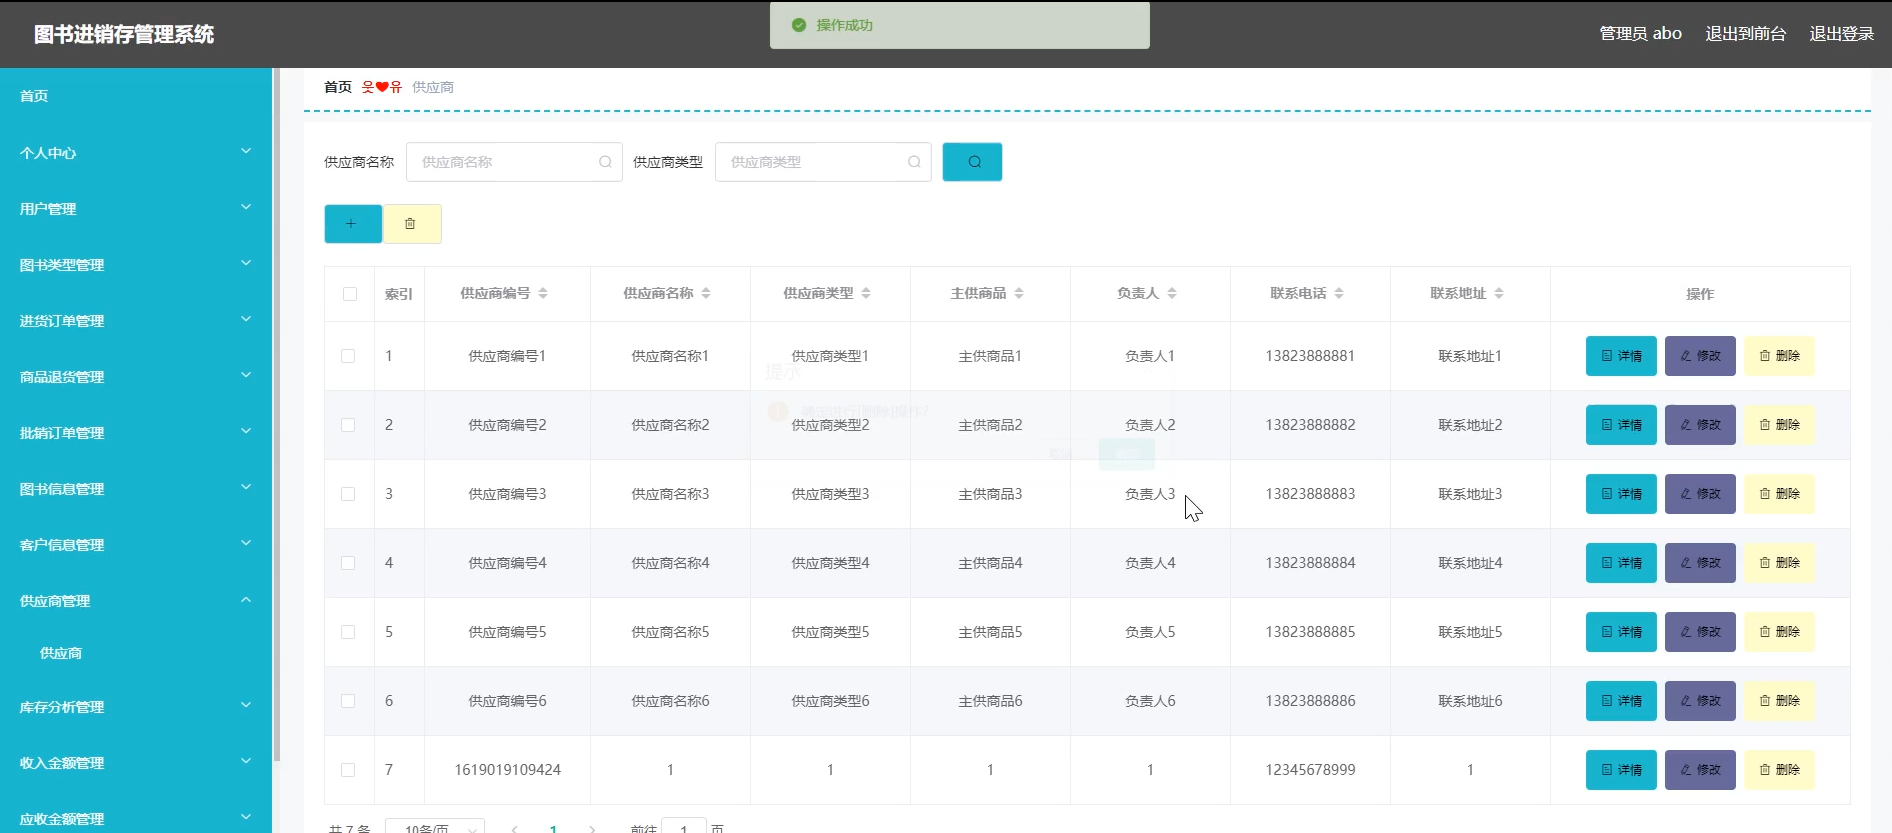 图书进销存管理系统
操作成功
管理员 abo 退出到前台 退出登录
首页
个人中心
用户管理
图书类型管理
进货订单管理
商品退货管理
批销订单管理
图书信息管理
客户信息管理
供应商管理
供应商
库存分析管理
收入金额管理
应收金额管理
首页 웃❤유 供应商
供应商名称 供应商名称 供应商类型 供应商类型
索引 供应商编号 供应商名称 供应商类型 主供商品 负责人 联系电话 联系地址 操作
1 供应商编号1 供应商名称1 供应商类型1 主供商品1 负责人1 13823888881 联系地址1 详情 修改 删除
提示
确定进行[删除]操作?
2 供应商编号2 供应商名称2 供应商类型2 主供商品2 负责人2 13823888882 联系地址2 详情 修改 删除
3 供应商编号3 供应商名称3 供应商类型3 主供商品3 负责人3 13823888883 联系地址3 详情 修改 删除
4 供应商编号4 供应商名称4 供应商类型4 主供商品4 负责人4 13823888884 联系地址4 详情 修改 删除
5 供应商编号5 供应商名称5 供应商类型5 主供商品5 负责人5 13823888885 联系地址5 详情 修改 删除
6 供应商编号6 供应商名称6 供应商类型6 主供商品6 负责人6 13823888886 联系地址6 详情 修改 删除
7 1619019109424 1 1 1 1 12345678999 1 详情 修改 删除
共 7 条 10条/页 1 前往 1 页